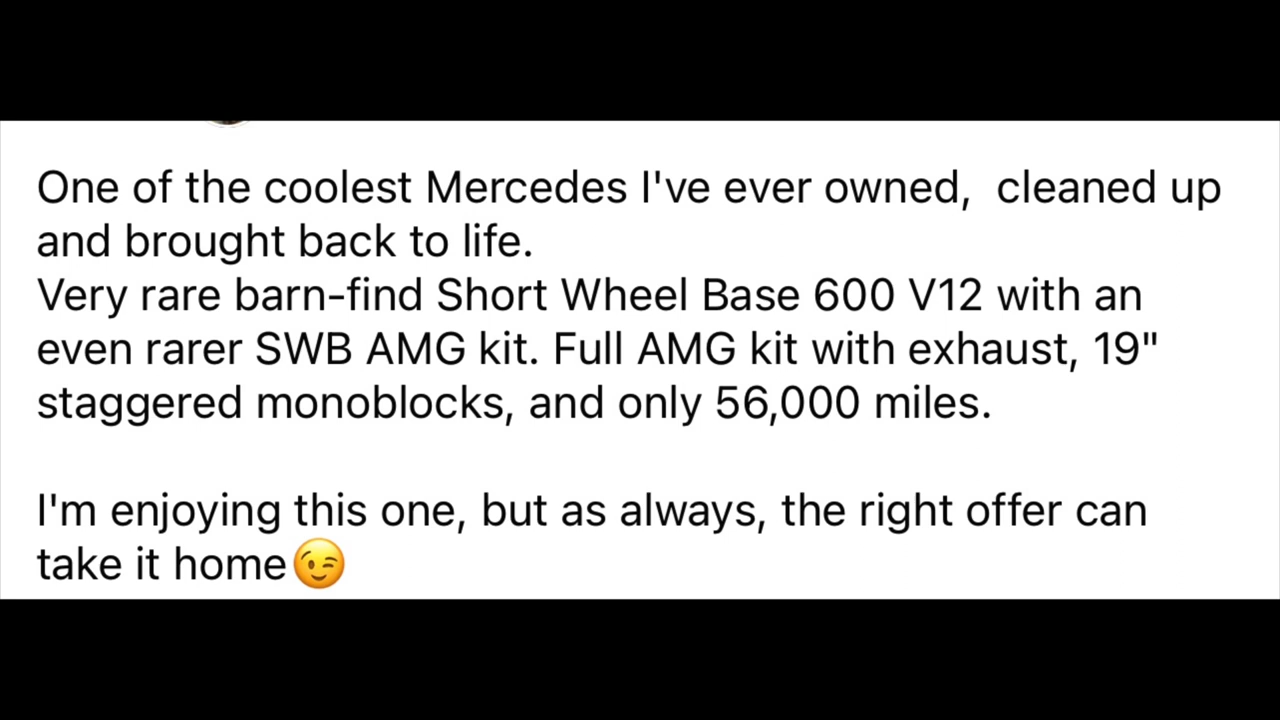 One of the coolest Mercedes I've ever owned,  cleaned up
and brought back to life.
Very rare barn-find Short Wheel Base 600 V12 with an
even rarer SWB AMG kit. Full AMG kit with exhaust, 19"
staggered monoblocks, and only 56,000 miles.
I'm enjoying this one, but as always, the right offer can
take it home😉